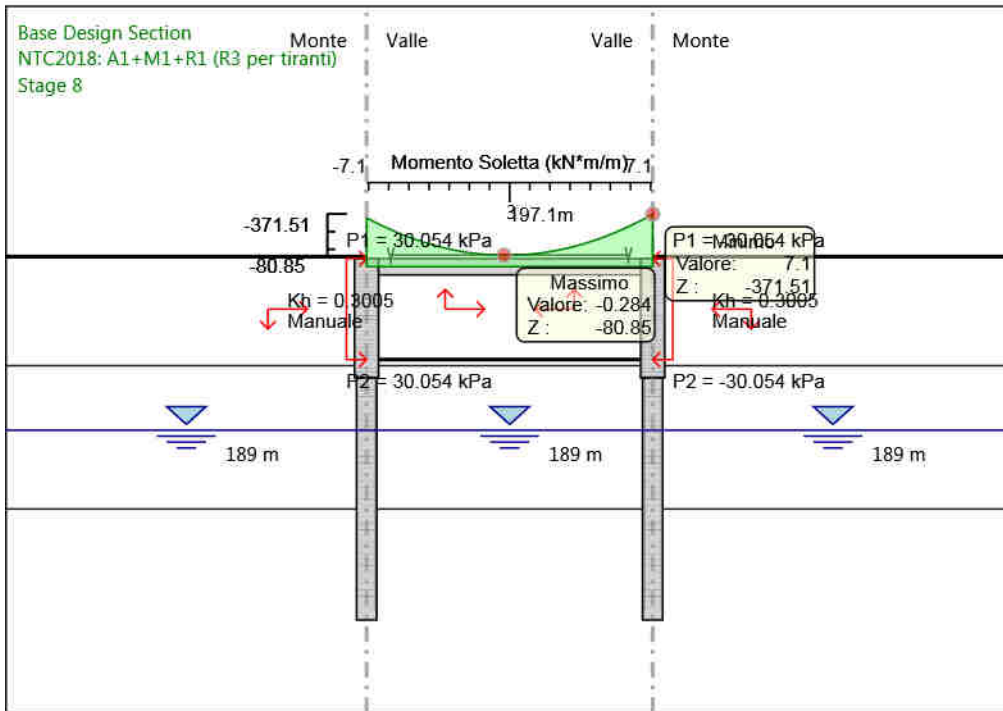 Base Design Section
NTC2018: A1+M1+R1 (R3 per tiranti)
Stage 8
Monte
Valle
Valle
Monte
-7.1
Momento Soletta (kN*m/m)
7.1
197.1m
-371.51
-80.85
P1 = 30.054 kPa
P1 = -30.054 kPa
Minimo
Valore: 7.1
Z : -371.51
Massimo
Valore: -0.284
Z : -80.85
Kh = 0.3005
Manuale
Kh = 0.3005
Manuale
P2 = 30.054 kPa
P2 = -30.054 kPa
189 m
189 m
189 m